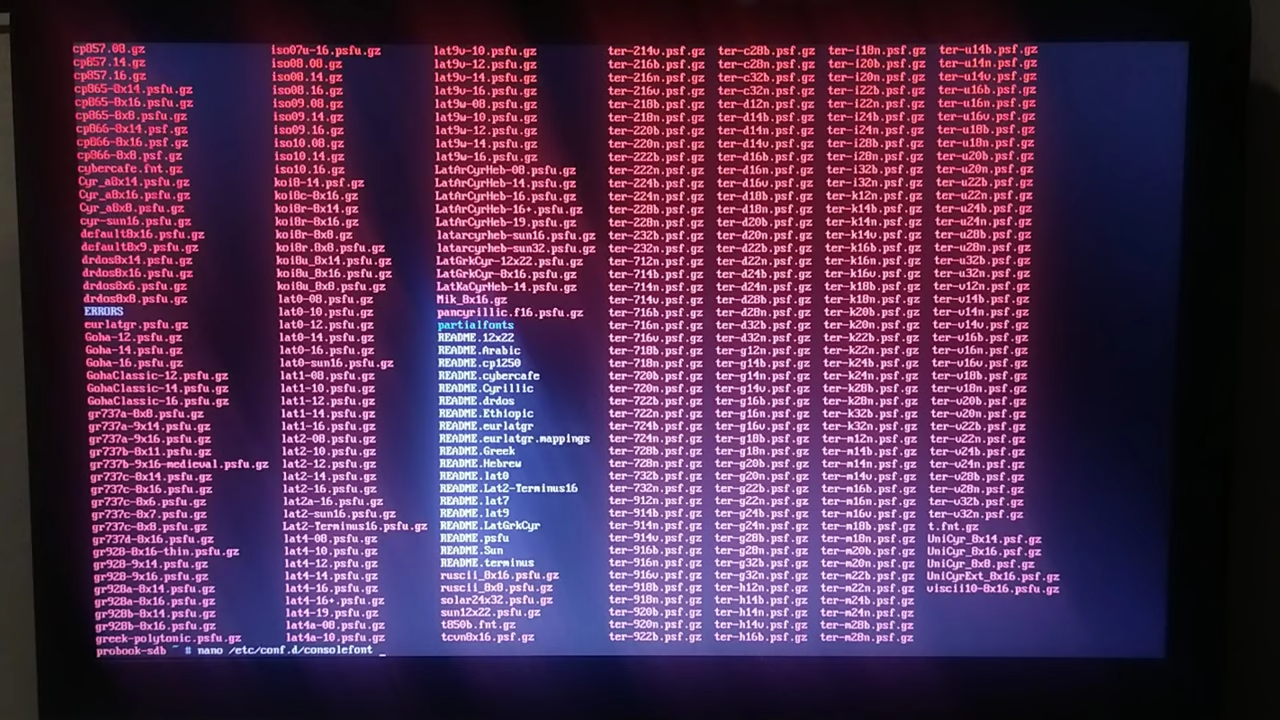 cp857.08.gz
cp857.14.gz
cp857.16.gz
cp865-8x14.psfu.gz
cp865-8x16.psfu.gz
cp865-8x8.psfu.gz
cp866-8x14.psf.gz
cp866-8x16.psf.gz
cp866-8x8.psf.gz
cybercafe.fnt.gz
Cyr_a8x14.psfu.gz
Cyr_a8x16.psfu.gz
Cyr_a8x8.psfu.gz
cyr-sun16.psfu.gz
default8x16.psfu.gz
default8x9.psfu.gz
drdos8x14.psfu.gz
drdos8x16.psfu.gz
drdos8x6.psfu.gz
drdos8x8.psfu.gz
ERRORS
eurlatgr.psfu.gz
Goha-12.psfu.gz
Goha-14.psfu.gz
Goha-16.psfu.gz
GohaClassic-12.psfu.gz
GohaClassic-14.psfu.gz
GohaClassic-16.psfu.gz
gr737a-8x8.psfu.gz
gr737a-9x14.psfu.gz
gr737a-9x16.psfu.gz
gr737b-8x11.psfu.gz
gr737b-9x16-medieval.psfu.gz
gr737c-8x14.psfu.gz
gr737c-8x16.psfu.gz
gr737c-8x6.psfu.gz
gr737c-8x7.psfu.gz
gr737c-8x8.psfu.gz
gr737d-8x16.psfu.gz
gr928-8x16-thin.psfu.gz
gr928-9x14.psfu.gz
gr928-9x16.psfu.gz
gr928a-8x14.psfu.gz
gr928a-8x16.psfu.gz
gr928b-8x14.psfu.gz
gr928b-8x16.psfu.gz
greek-polytonic.psfu.gz
iso07u-16.psfu.gz
iso08.08.gz
iso08.14.gz
iso08.16.gz
iso09.08.gz
iso09.14.gz
iso09.16.gz
iso10.08.gz
iso10.14.gz
iso10.16.gz
koi8-14.psf.gz
koi8c-8x16.gz
koi8r-8x14.gz
koi8r-8x16.gz
koi8r-8x8.gz
koi8r.8x8.psfu.gz
koi8u_8x14.psfu.gz
koi8u_8x16.psfu.gz
koi8u_8x8.psfu.gz
lat0-08.psfu.gz
lat0-10.psfu.gz
lat0-12.psfu.gz
lat0-14.psfu.gz
lat0-16.psfu.gz
lat0-sun16.psfu.gz
lat1-08.psfu.gz
lat1-10.psfu.gz
lat1-12.psfu.gz
lat1-14.psfu.gz
lat1-16.psfu.gz
lat2-08.psfu.gz
lat2-10.psfu.gz
lat2-12.psfu.gz
lat2-14.psfu.gz
lat2-16.psfu.gz
lat2a-16.psfu.gz
lat2-sun16.psfu.gz
Lat2-Terminus16.psfu.gz
lat4-08.psfu.gz
lat4-10.psfu.gz
lat4-12.psfu.gz
lat4-14.psfu.gz
lat4-16.psfu.gz
lat4-16+.psfu.gz
lat4-19.psfu.gz
lat4a-08.psfu.gz
lat4a-10.psfu.gz
lat9v-10.psfu.gz
lat9v-12.psfu.gz
lat9v-14.psfu.gz
lat9v-16.psfu.gz
lat9w-08.psfu.gz
lat9w-10.psfu.gz
lat9w-12.psfu.gz
lat9w-14.psfu.gz
lat9w-16.psfu.gz
LatArCyrHeb-08.psfu.gz
LatArCyrHeb-14.psfu.gz
LatArCyrHeb-16.psfu.gz
LatArCyrHeb-16+.psfu.gz
LatArCyrHeb-19.psfu.gz
latarcyrheb-sun16.psfu.gz
latarcyrheb-sun32.psfu.gz
LatGrkCyr-12x22.psfu.gz
LatGrkCyr-8x16.psfu.gz
LatKaCyrHeb-14.psfu.gz
Mik_8x16.gz
pancyrillic.f16.psfu.gz
partialfonts
README.12x22
README.Arabic
README.cp1250
README.cybercafe
README.Cyrillic
README.drdos
README.Ethiopic
README.eurlatgr
README.eurlatgr.mappings
README.Greek
README.Hebrew
README.lat0
README.Lat2-Terminus16
README.lat7
README.lat9
README.LatGrkCyr
README.psfu
README.Sun
README.terminus
ruscii_8x16.psfu.gz
ruscii_8x8.psfu.gz
solar24x32.psfu.gz
sun12x22.psfu.gz
t850b.fnt.gz
tcvn8x16.psf.gz
ter-214v.psf.gz
ter-216b.psf.gz
ter-216n.psf.gz
ter-216v.psf.gz
ter-218b.psf.gz
ter-218n.psf.gz
ter-220b.psf.gz
ter-220n.psf.gz
ter-222b.psf.gz
ter-222n.psf.gz
ter-224b.psf.gz
ter-224n.psf.gz
ter-228b.psf.gz
ter-228n.psf.gz
ter-232b.psf.gz
ter-232n.psf.gz
ter-712n.psf.gz
ter-714b.psf.gz
ter-714n.psf.gz
ter-714v.psf.gz
ter-716b.psf.gz
ter-716n.psf.gz
ter-716v.psf.gz
ter-718b.psf.gz
ter-718n.psf.gz
ter-720b.psf.gz
ter-720n.psf.gz
ter-722b.psf.gz
ter-722n.psf.gz
ter-724b.psf.gz
ter-724n.psf.gz
ter-728b.psf.gz
ter-728n.psf.gz
ter-732b.psf.gz
ter-732n.psf.gz
ter-912n.psf.gz
ter-914b.psf.gz
ter-914n.psf.gz
ter-914v.psf.gz
ter-916b.psf.gz
ter-916n.psf.gz
ter-916v.psf.gz
ter-918b.psf.gz
ter-918n.psf.gz
ter-920b.psf.gz
ter-920n.psf.gz
ter-922b.psf.gz
ter-c28b.psf.gz
ter-c28n.psf.gz
ter-c32b.psf.gz
ter-c32n.psf.gz
ter-d12n.psf.gz
ter-d14b.psf.gz
ter-d14n.psf.gz
ter-d14v.psf.gz
ter-d16b.psf.gz
ter-d16n.psf.gz
ter-d16v.psf.gz
ter-d18b.psf.gz
ter-d18n.psf.gz
ter-d20b.psf.gz
ter-d20n.psf.gz
ter-d22b.psf.gz
ter-d22n.psf.gz
ter-d24b.psf.gz
ter-d24n.psf.gz
ter-d28b.psf.gz
ter-d28n.psf.gz
ter-d32b.psf.gz
ter-d32n.psf.gz
ter-g12n.psf.gz
ter-g14b.psf.gz
ter-g14n.psf.gz
ter-g14v.psf.gz
ter-g16b.psf.gz
ter-g16n.psf.gz
ter-g16v.psf.gz
ter-g18b.psf.gz
ter-g18n.psf.gz
ter-g20b.psf.gz
ter-g20n.psf.gz
ter-g22b.psf.gz
ter-g22n.psf.gz
ter-g24b.psf.gz
ter-g24n.psf.gz
ter-g28b.psf.gz
ter-g28n.psf.gz
ter-g32b.psf.gz
ter-g32n.psf.gz
ter-h12n.psf.gz
ter-h14b.psf.gz
ter-h14n.psf.gz
ter-h14v.psf.gz
ter-h16b.psf.gz
ter-i18n.psf.gz
ter-i20b.psf.gz
ter-i20n.psf.gz
ter-i22b.psf.gz
ter-i22n.psf.gz
ter-i24b.psf.gz
ter-i24n.psf.gz
ter-i28b.psf.gz
ter-i28n.psf.gz
ter-i32b.psf.gz
ter-i32n.psf.gz
ter-k12n.psf.gz
ter-k14b.psf.gz
ter-k14n.psf.gz
ter-k14v.psf.gz
ter-k16b.psf.gz
ter-k16n.psf.gz
ter-k16v.psf.gz
ter-k18b.psf.gz
ter-k18n.psf.gz
ter-k20b.psf.gz
ter-k20n.psf.gz
ter-k22b.psf.gz
ter-k22n.psf.gz
ter-k24b.psf.gz
ter-k24n.psf.gz
ter-k28b.psf.gz
ter-k28n.psf.gz
ter-k32b.psf.gz
ter-k32n.psf.gz
ter-m12n.psf.gz
ter-m14b.psf.gz
ter-m14n.psf.gz
ter-m14v.psf.gz
ter-m16b.psf.gz
ter-m16n.psf.gz
ter-m16v.psf.gz
ter-m18b.psf.gz
ter-m18n.psf.gz
ter-m20b.psf.gz
ter-m20n.psf.gz
ter-m22b.psf.gz
ter-m22n.psf.gz
ter-m24b.psf.gz
ter-m24n.psf.gz
ter-m28b.psf.gz
ter-m28n.psf.gz
ter-u14b.psf.gz
ter-u14n.psf.gz
ter-u14v.psf.gz
ter-u16b.psf.gz
ter-u16n.psf.gz
ter-u16v.psf.gz
ter-u18b.psf.gz
ter-u18n.psf.gz
ter-u20b.psf.gz
ter-u20n.psf.gz
ter-u22b.psf.gz
ter-u22n.psf.gz
ter-u24b.psf.gz
ter-u24n.psf.gz
ter-u28b.psf.gz
ter-u28n.psf.gz
ter-u32b.psf.gz
ter-u32n.psf.gz
ter-v12n.psf.gz
ter-v14b.psf.gz
ter-v14n.psf.gz
ter-v14v.psf.gz
ter-v16b.psf.gz
ter-v16n.psf.gz
ter-v16v.psf.gz
ter-v18b.psf.gz
ter-v18n.psf.gz
ter-v20b.psf.gz
ter-v20n.psf.gz
ter-v22b.psf.gz
ter-v22n.psf.gz
ter-v24b.psf.gz
ter-v24n.psf.gz
ter-v28b.psf.gz
ter-v28n.psf.gz
ter-v32b.psf.gz
ter-v32n.psf.gz
t.fnt.gz
UniCyr_8x14.psf.gz
UniCyr_8x16.psf.gz
UniCyr_8x8.psf.gz
UniCyrExt_8x16.psf.gz
viscii10-8x16.psfu.gz
probook-sdb ~ # nano /etc/conf.d/consolefont _